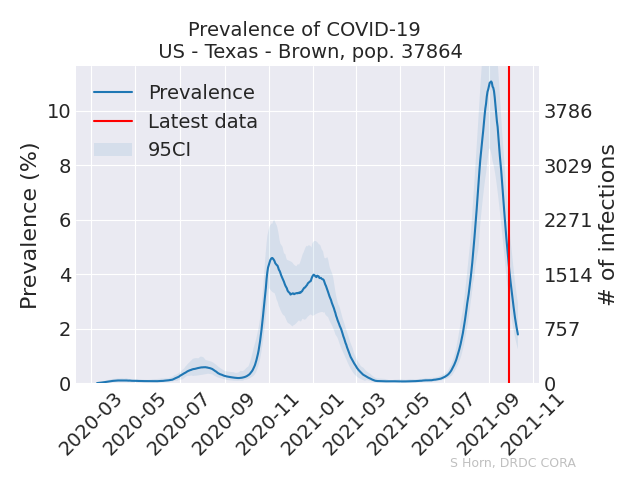 Prevalence of COVID-19
US - Texas - Brown, pop. 37864
Prevalence
Latest data
95CI
Prevalence (%)
10
8
6
4
2
0
3786
3029
2271
1514
757
0
# of infections
2020-03
2020-05
2020-07
2020-09
2020-11
2021-01
2021-03
2021-05
2021-07
2021-09
2021-11
S Horn, DRDC CORA